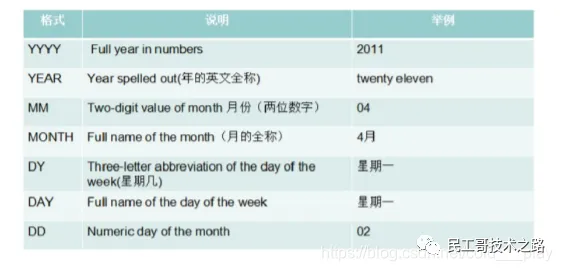 格式 说明 举例
YYYY Full year in numbers 2011
YEAR Year spelled out(年的英文全称) twenty eleven
MM Two-digit value of month 月份（两位数字） 04
MONTH Full name of the month（月的全称） 4月
DY Three-letter abbreviation of the day of the
week(星期几) 星期一
DAY Full name of the day of the week 星期一
DD Numeric day of the month 02
民工哥技术之路
https://blog.csdn.net/